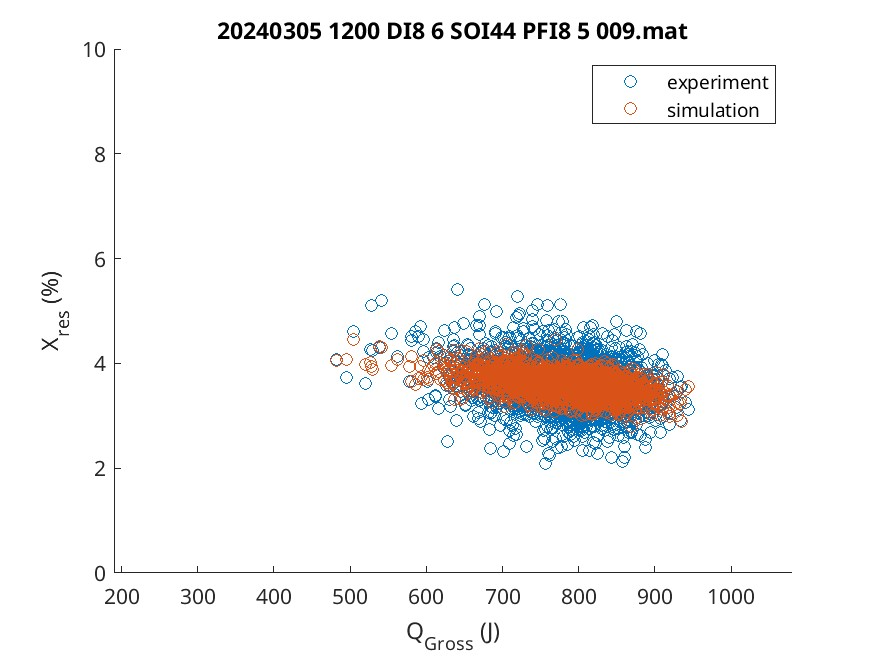 20240305 1200 DI8 6 SOI44 PFI8 5 009.mat
experiment
simulation
10
8
6
4
2
0
X_res (%)
200 300 400 500 600 700 800 900 1000
Q_Gross (J)